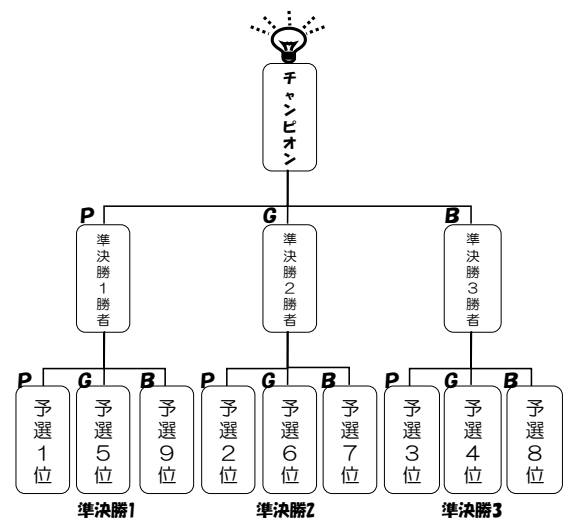 チャンピオン
P G B
準決勝1勝者 準決勝2勝者 準決勝3勝者
P G B P G B P G B
予選1位 予選5位 予選9位 予選2位 予選6位 予選7位 予選3位 予選4位 予選8位
準決勝1 準決勝2 準決勝3